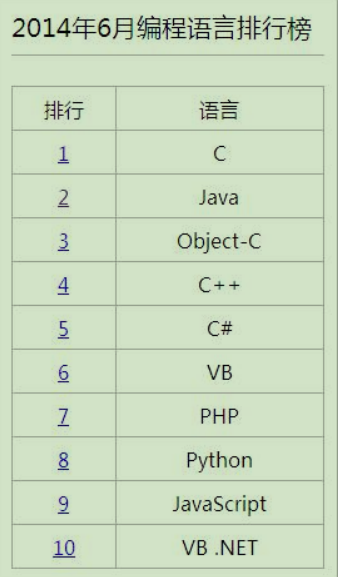 2014年6月编程语言排行榜
排行 语言
1 C
2 Java
3 Object-C
4 C++
5 C#
6 VB
7 PHP
8 Python
9 JavaScript
10 VB .NET